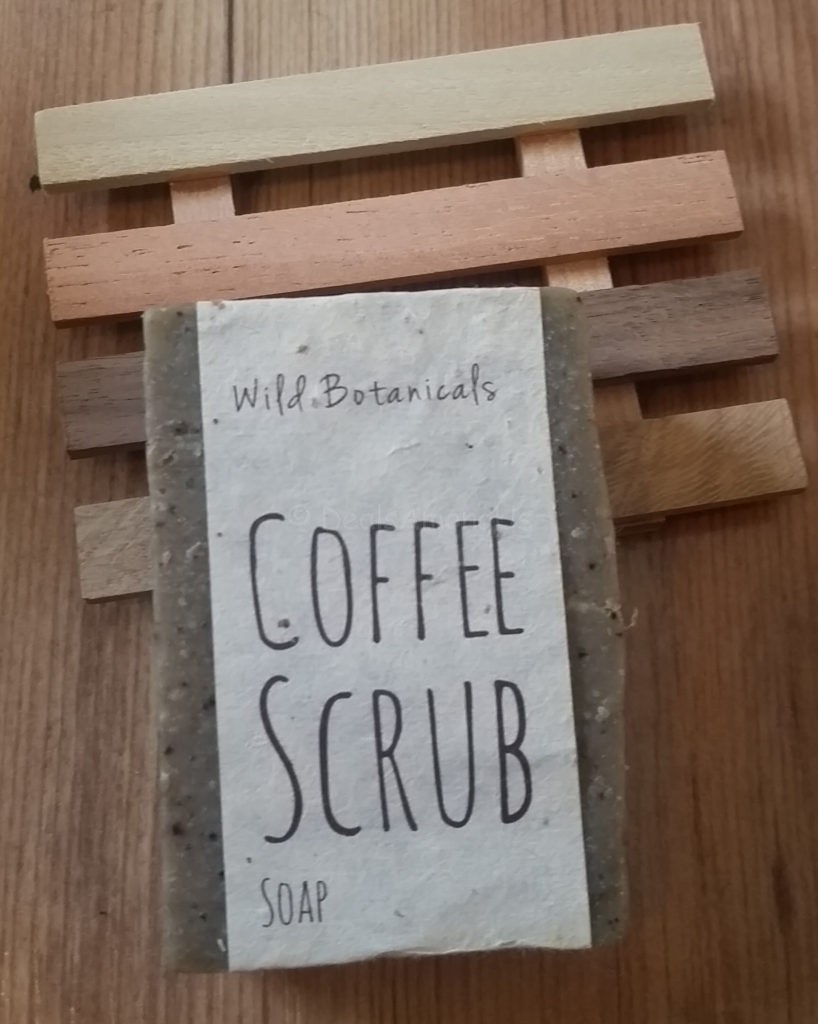 Wild Botanicals
COFFEE
SCRUB
SOAP